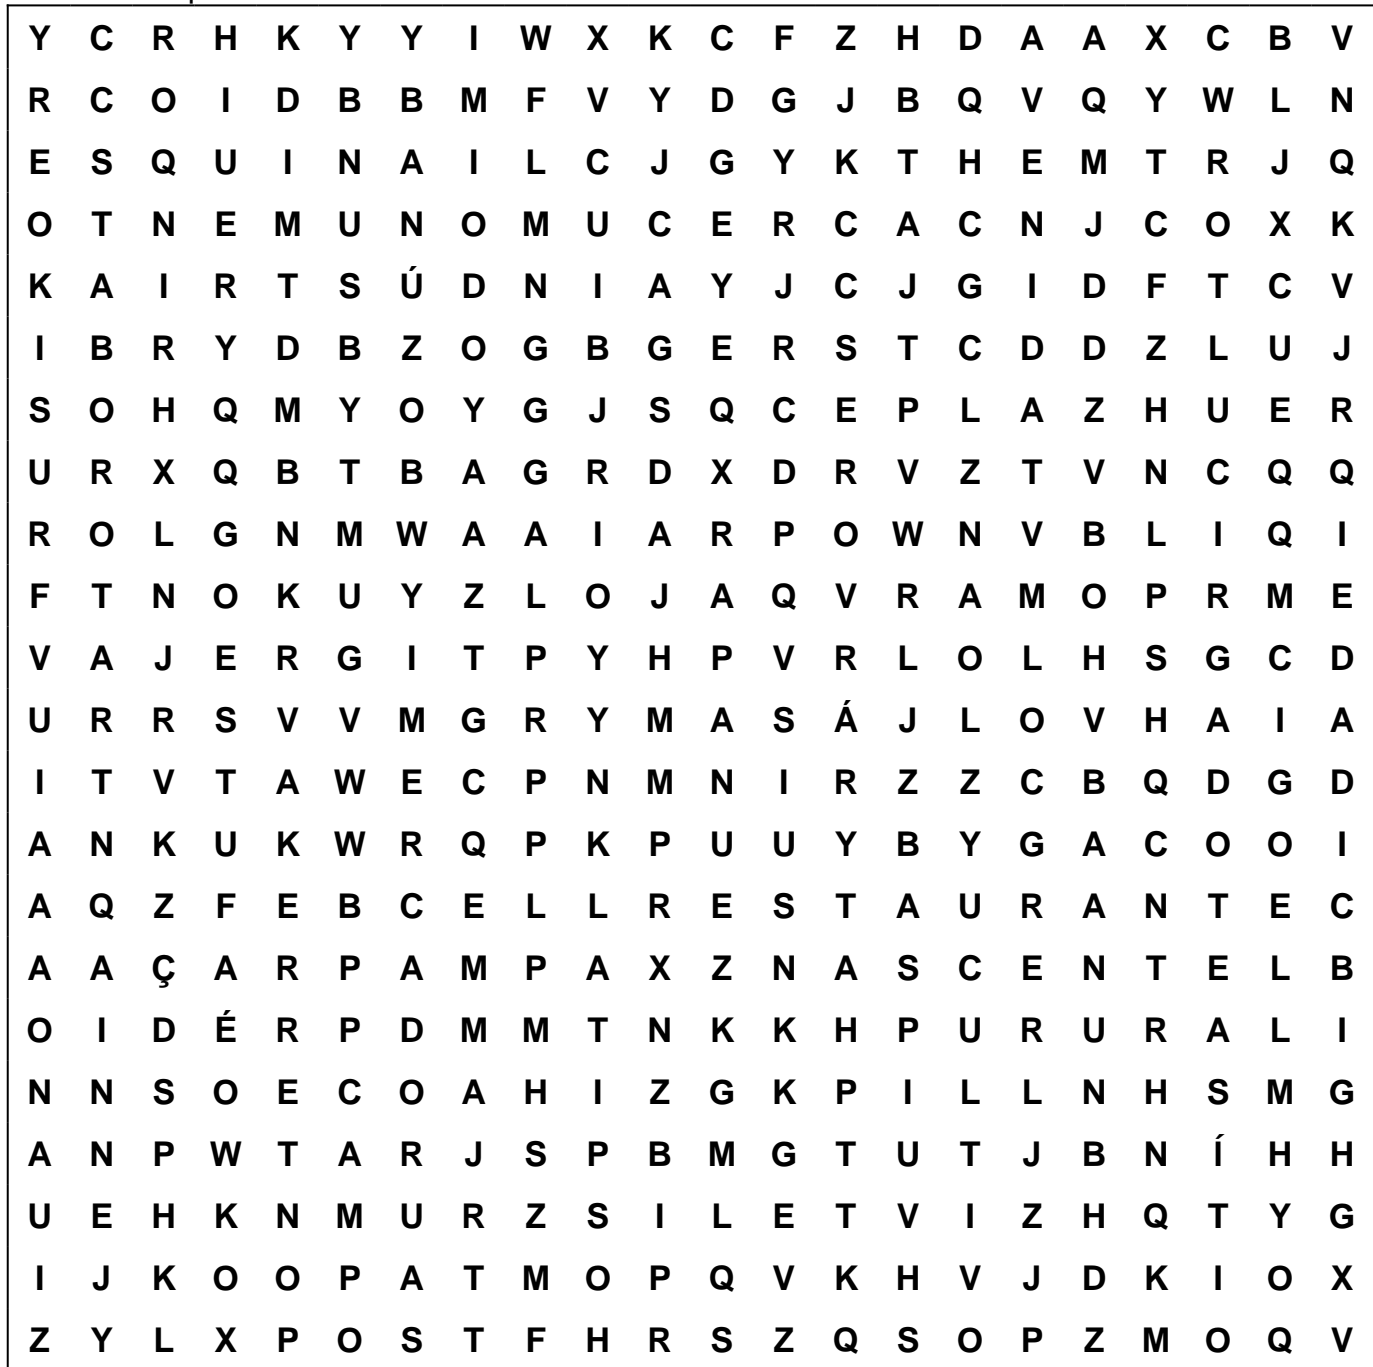 Y C R H K Y Y I W X K C F Z H D A A X C B V
R C O I D B B M F V Y D G J B Q V Q Y W L N
E S Q U I N A I L C J G Y K T H E M T R J Q
O T N E M U N O M U C E R C A C N J C O X K
K A I R T S Ú D N I A Y J C J G I D F T C V
I B R Y D B Z O G B G E R S T C D D Z L U J
S O H Q M Y O Y G J S Q C E P L A Z H U E R
U R X Q B T B A G R D X D R V Z T V N C Q Q
R O L G N M W A A I A R P O W N V B L I Q I
F T N O K U Y Z L O J A Q V R A M O P R M E
V A J E R G I T P Y H P V R L O L H S G C D
U R R S V V M G R Y M A S Á J L O V H A I A
I T V T A W E C P N M N I R Z Z C B Q D G D
A N K U K W R Q P K P U U Y B Y G A C O O I
A Q Z F E B C E L L R E S T A U R A N T E C
A A Ç A R P A M P A X Z N A S C E N T E L B
O I D É R P D M M T N K K H P U R U R A L I
N N S O E C O A H I Z G K P I L L N H S M G
A N P W T A R J S P B M G T U T J B N Í H H
U E H K N M U R Z S I L E T V I Z H Q T Y G
I J K O O P A T M O P Q V K H V J D K I O X
Z Y L X P O S T F H R S Z Q S O P Z M O Q V